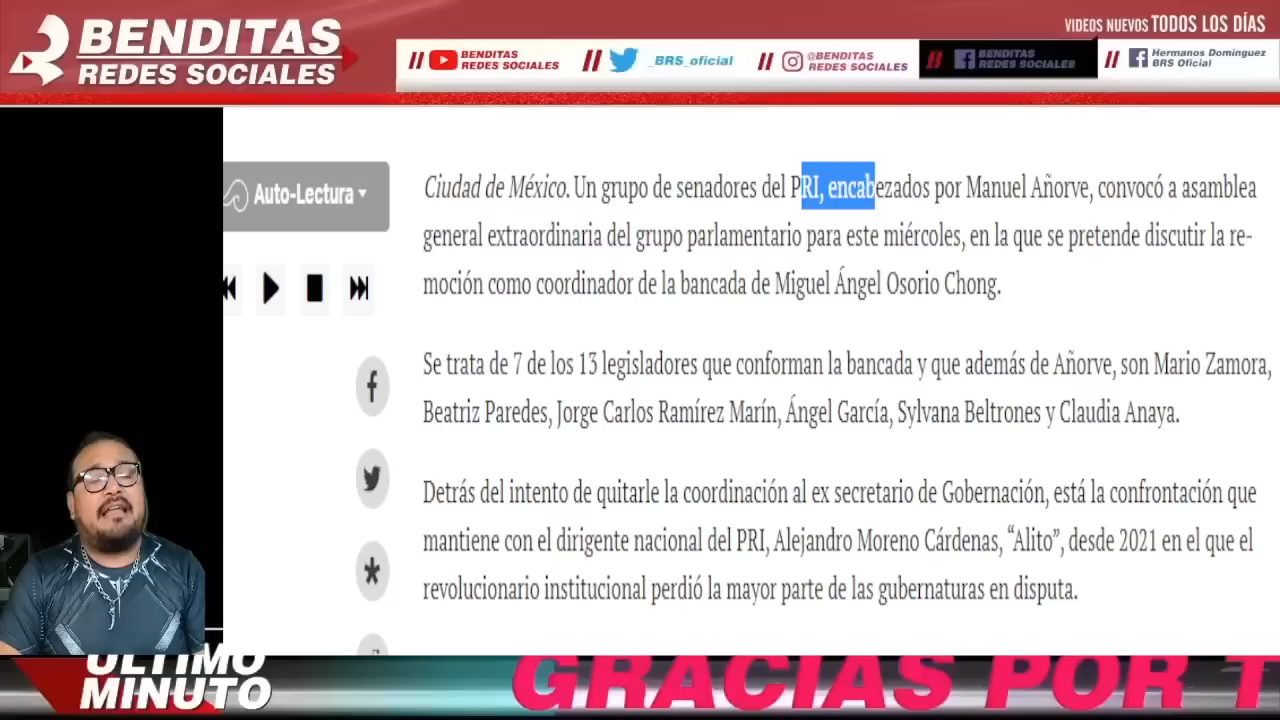 BENDITAS
REDES SOCIALES
VIDEOS NUEVOS TODOS LOS DÍAS
// BENDITAS
REDES SOCIALES
// _BRS_oficial
// @BENDITAS
REDES SOCIALES
// BENDITAS
REDES SOCIALES
// Hermanos Dominguez
BRS Oficial
Auto-Lectura
Ciudad de México. Un grupo de senadores del PRI, encabezados por Manuel Añorve, convocó a asamblea
general extraordinaria del grupo parlamentario para este miércoles, en la que se pretende discutir la re-
moción como coordinador de la bancada de Miguel Ángel Osorio Chong.
Se trata de 7 de los 13 legisladores que conforman la bancada y que además de Añorve, son Mario Zamora,
Beatriz Paredes, Jorge Carlos Ramírez Marín, Ángel García, Sylvana Beltrones y Claudia Anaya.
Detrás del intento de quitarle la coordinación al ex secretario de Gobernación, está la confrontación que
mantiene con el dirigente nacional del PRI, Alejandro Moreno Cárdenas, “Alito”, desde 2021 en el que el
revolucionario institucional perdió la mayor parte de las gubernaturas en disputa.
ÚLTIMO
MINUTO
GRACIAS POR T